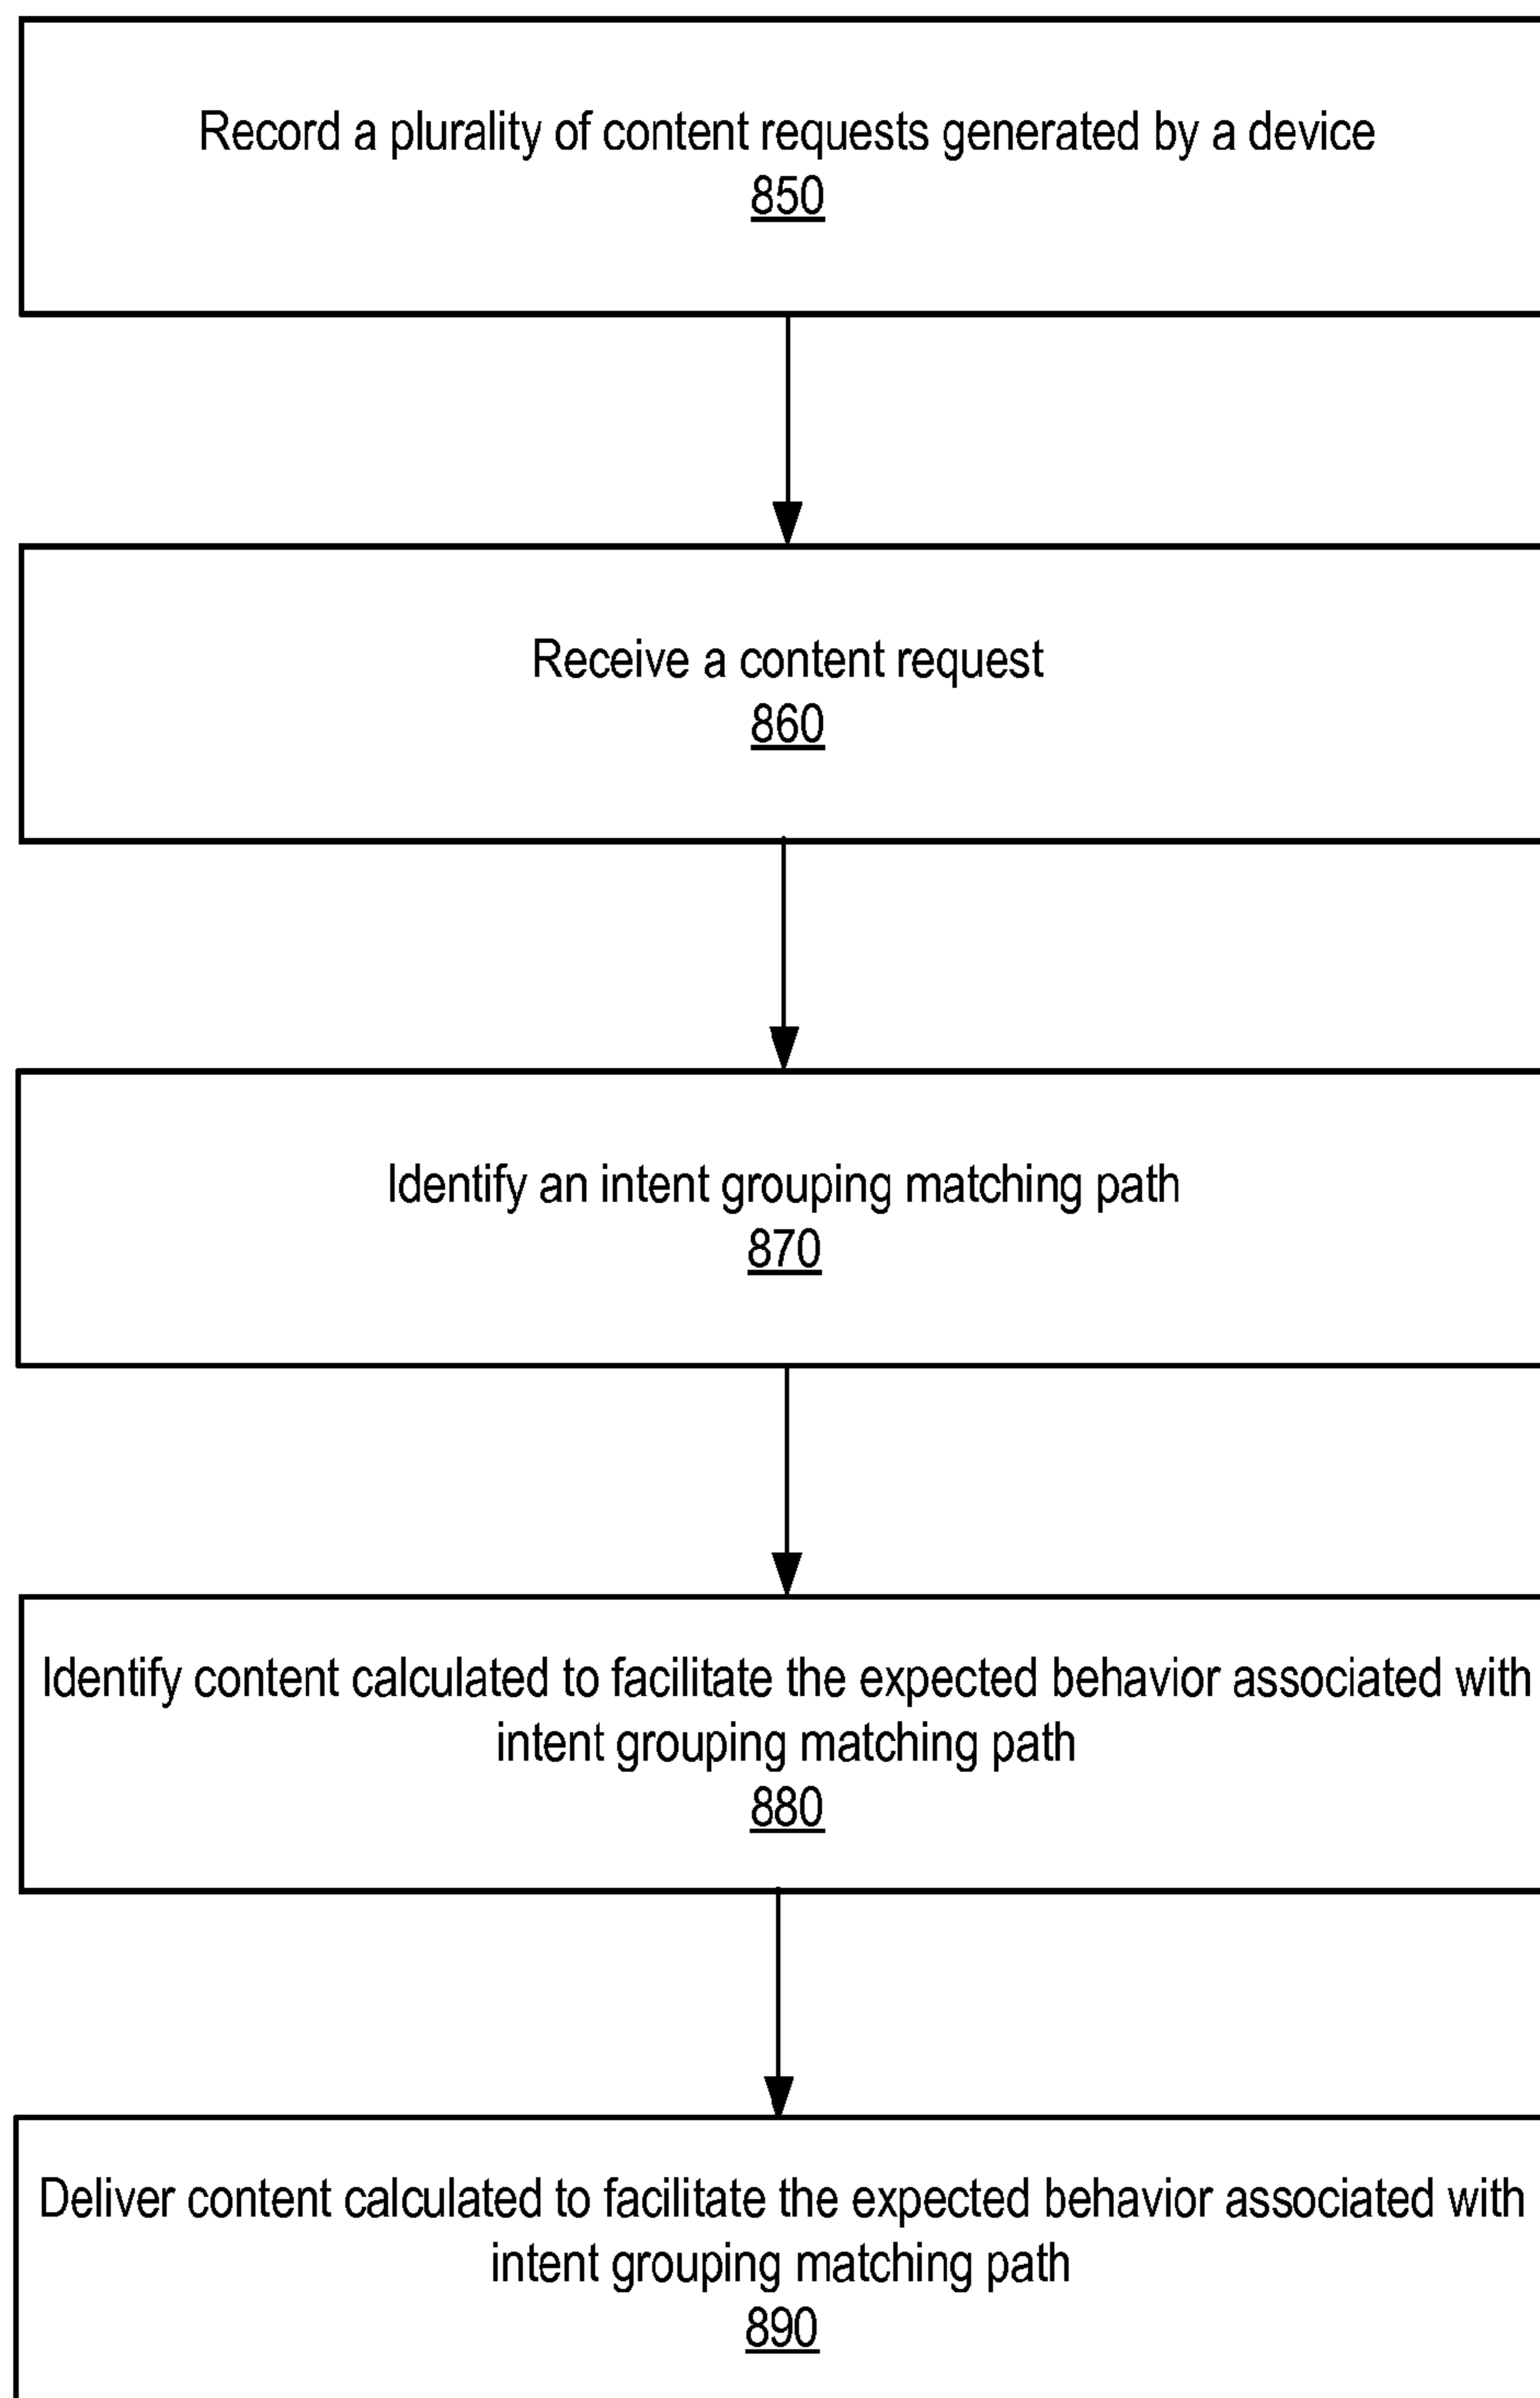 Record a plurality of content requests generated by a device
850
Receive a content request
860
Identify an intent grouping matching path
870
Identify content calculated to facilitate the expected behavior associated with
intent grouping matching path
880
Deliver content calculated to facilitate the expected behavior associated with
intent grouping matching path
890